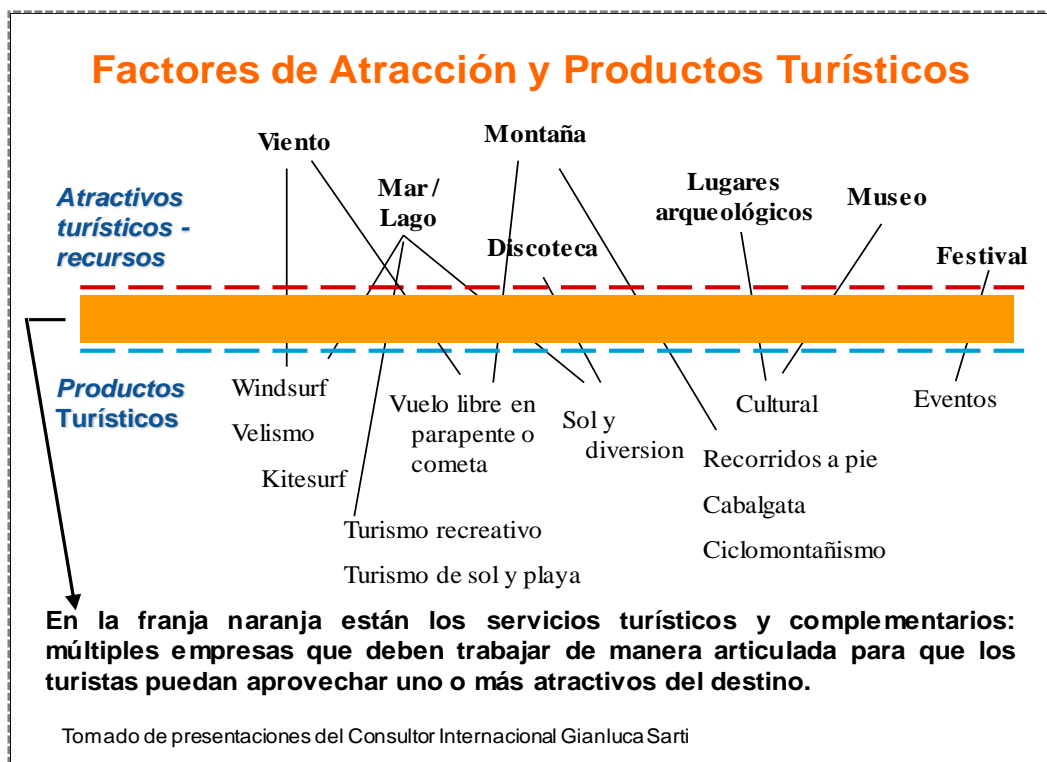 Factores de Atracción y Productos Turísticos
Viento
Montaña
Mar /
Lago
Lugares
arqueológicos
Museo
Atractivos
turísticos -
recursos
Discoteca
Festival
Productos
Turísticos
Windsurf
Velismo
Kitesurf
Vuelo libre en
parapente o
cometa
Sol y
diversion
Cultural
Eventos
Recorridos a pie
Cabalgata
Ciclomontañismo
Turismo recreativo
Turismo de sol y playa
En la franja naranja están los servicios turísticos y complementarios:
múltiples empresas que deben trabajar de manera articulada para que los
turistas puedan aprovechar uno o más atractivos del destino.
Tomado de presentaciones del Consultor Internacional Gianluca Sarti